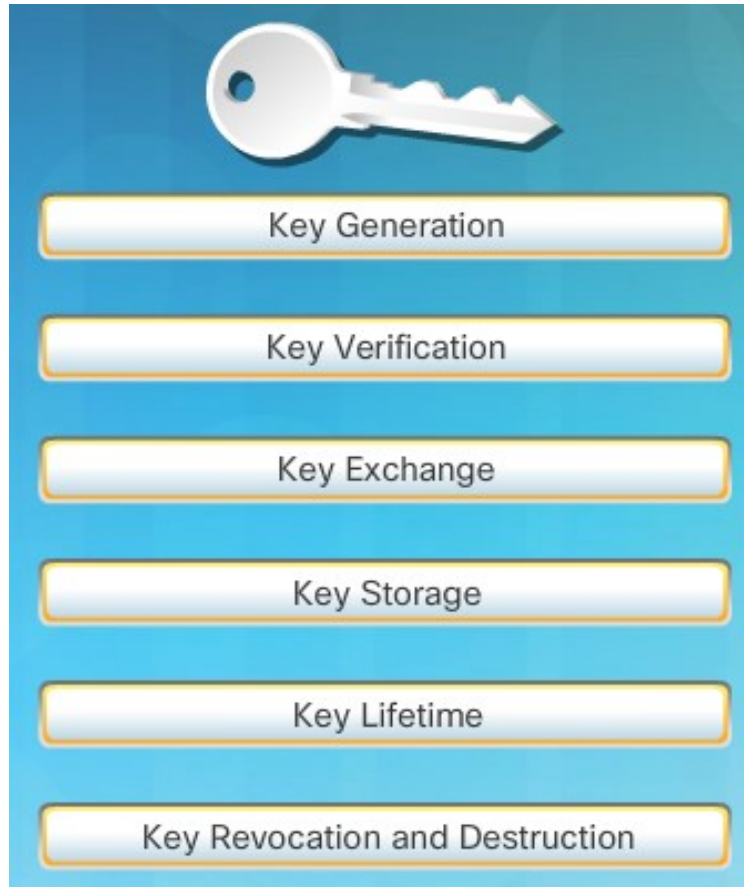 Key Generation
Key Verification
Key Exchange
Key Storage
Key Lifetime
Key Revocation and Destruction